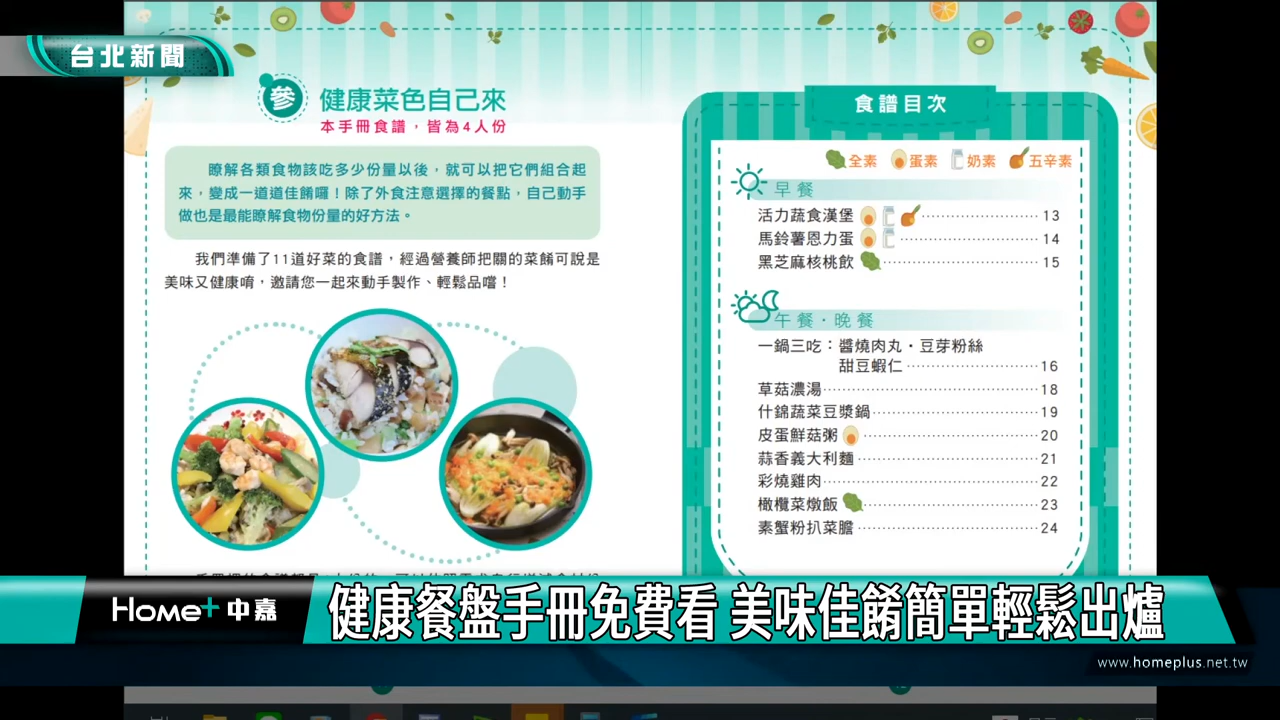 台北新聞
參 健康菜色自己來
本手冊食譜，皆為4人份
瞭解各類食物該吃多少份量以後，就可以把它們組合起
來，變成一道道佳餚囉！除了外食注意選擇的餐點，自己動手
做也是最能瞭解食物份量的好方法。
我們準備了11道好菜的食譜，經過營養師把關的菜餚可說是
美味又健康唷，邀請您一起來動手製作、輕鬆品嚐！
食譜目次
全素 蛋素 奶素 五辛素
早餐
活力蔬食漢堡 13
馬鈴薯恩力蛋 14
黑芝麻核桃飲 15
午餐・晚餐
一鍋三吃：醬燒肉丸・豆芽粉絲
甜豆蝦仁 16
草菇濃湯 18
什錦蔬菜豆漿鍋 19
皮蛋鮮菇粥 20
蒜香義大利麵 21
彩燒雞肉 22
橄欖菜燉飯 23
素蟹粉扒菜膽 24
Home+ 中嘉
健康餐盤手冊免費看 美味佳餚簡單輕鬆出爐
www.homeplus.net.tw